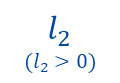 l₂
(l₂ > 0)